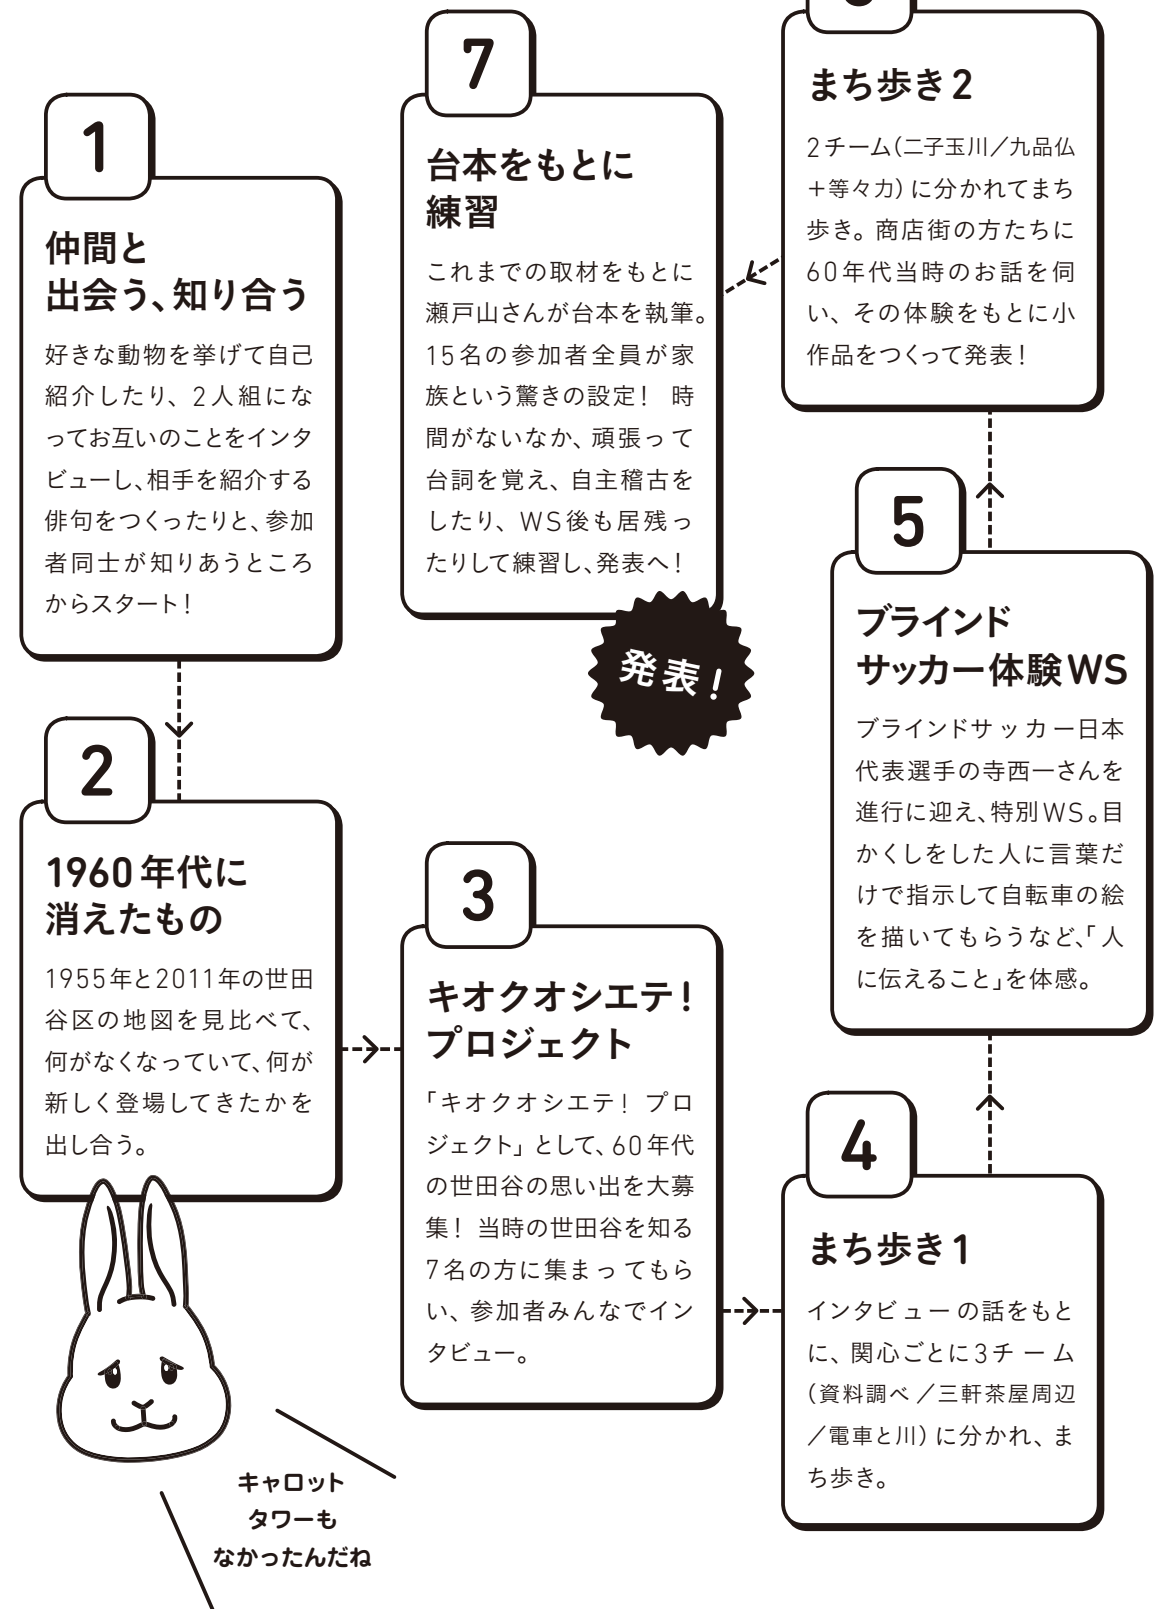 1
仲間と
出会う、知り合う
好きな動物を挙げて自己
紹介したり、2人組にな
ってお互いのことをインタ
ビューし、相手を紹介する
俳句をつくったりと、参加
者同士が知りあうところ
からスタート！
2
1960年代に
消えたもの
1955年と2011年の世田
谷区の地図を見比べて、
何がなくなっていて、何が
新しく登場してきたかを
出し合う。
キャロット
タワーも
なかったんだね
3
キオクオシエテ！
プロジェクト
「キオクオシエテ！ プロ
ジェクト」として、60年代
の世田谷の思い出を大募
集！ 当時の世田谷を知る
7名の方に集まってもら
い、参加者みんなでイン
タビュー。
4
まち歩き1
インタビューの話をもと
に、関心ごとに3チーム
（資料調べ／三軒茶屋周辺
／電車と川）に分かれ、ま
ち歩き。
5
ブラインド
サッカー体験WS
ブラインドサッカー日本
代表選手の寺西一さんを
進行に迎え、特別WS。目
かくしをした人に言葉だ
けで指示して自転車の絵
を描いてもらうなど、「人
に伝えること」を体感。
まち歩き2
2チーム（二子玉川／九品仏
＋等々力）に分かれてまち
歩き。商店街の方たちに
60年代当時のお話を伺
い、その体験をもとに小
作品をつくって発表！
7
台本をもとに
練習
これまでの取材をもとに
瀬戸山さんが台本を執筆。
15名の参加者全員が家
族という驚きの設定！ 時
間がないなか、頑張って
台詞を覚え、自主稽古を
したり、WS後も居残っ
たりして練習し、発表へ！
発表！